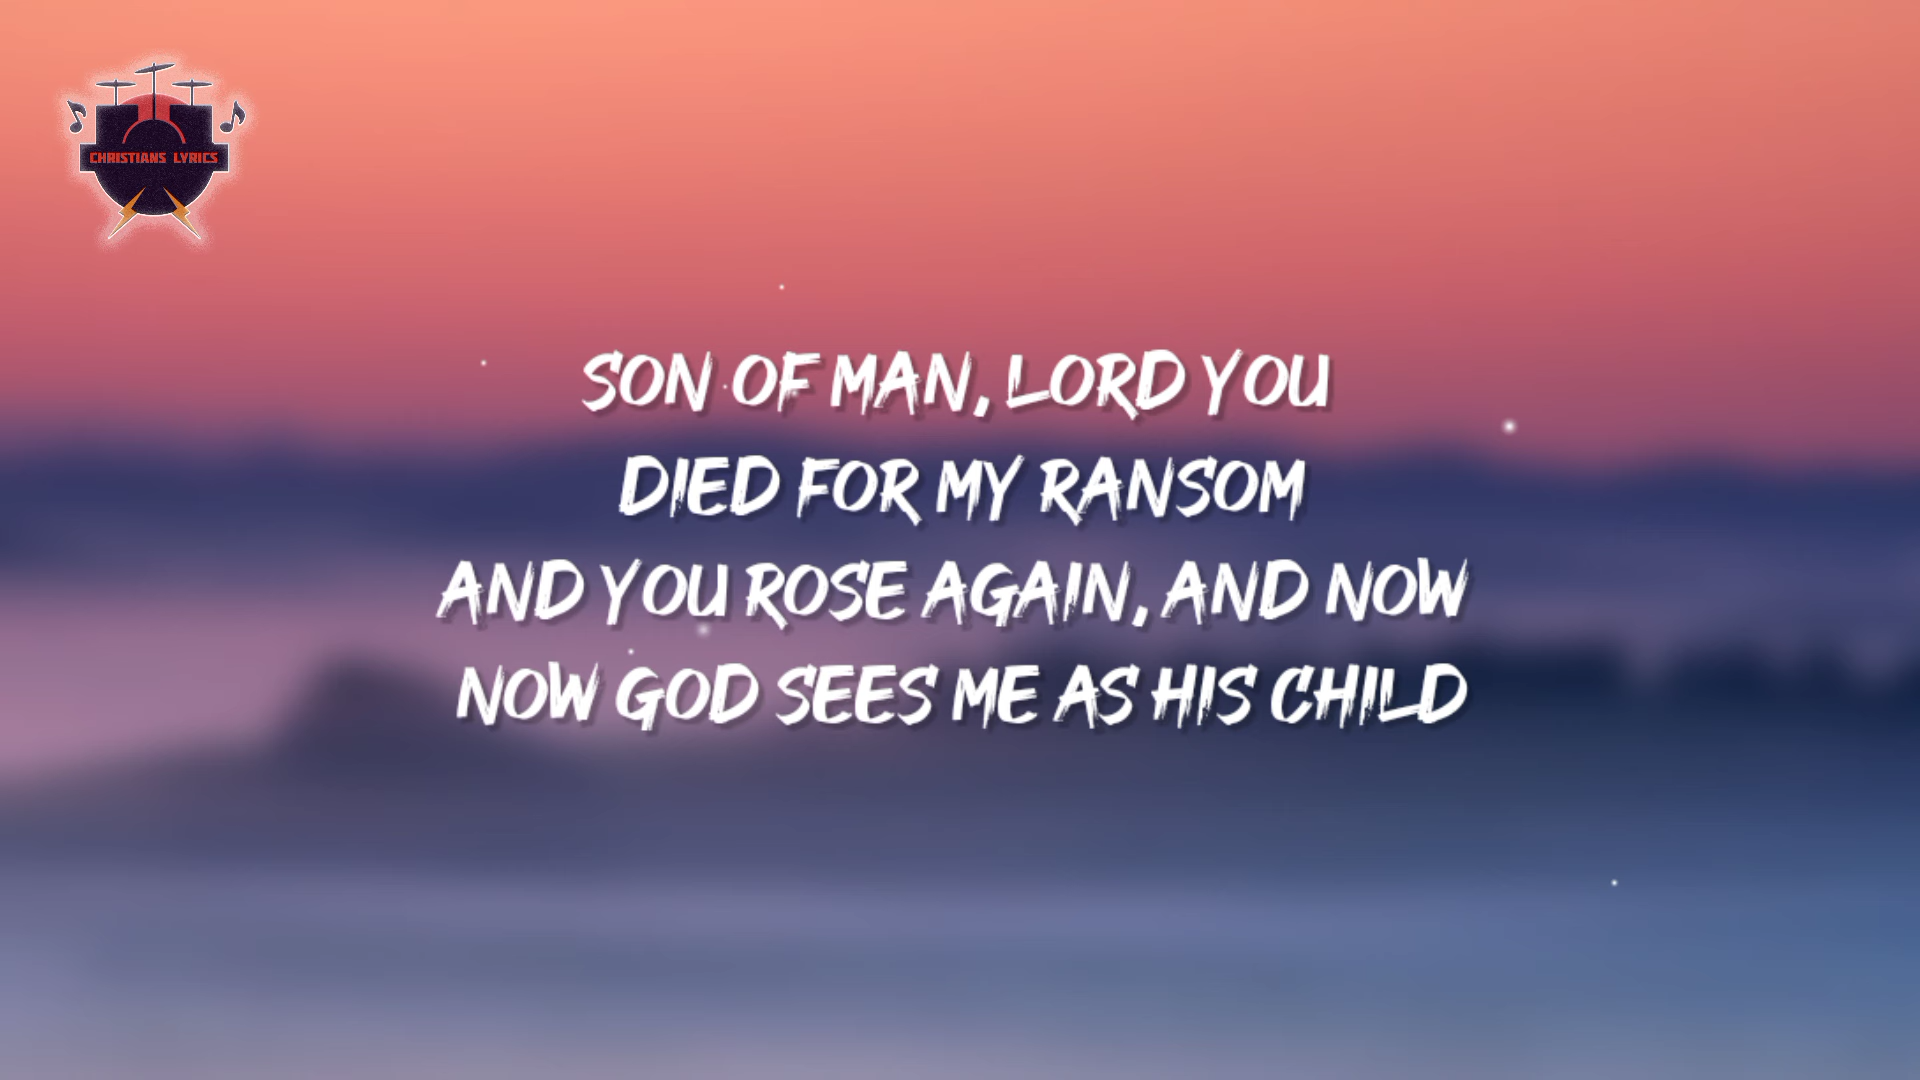 CHRISTIANS LYRICS
SON OF MAN, LORD YOU
DIED FOR MY RANSOM
AND YOU ROSE AGAIN, AND NOW
NOW GOD SEES ME AS HIS CHILD